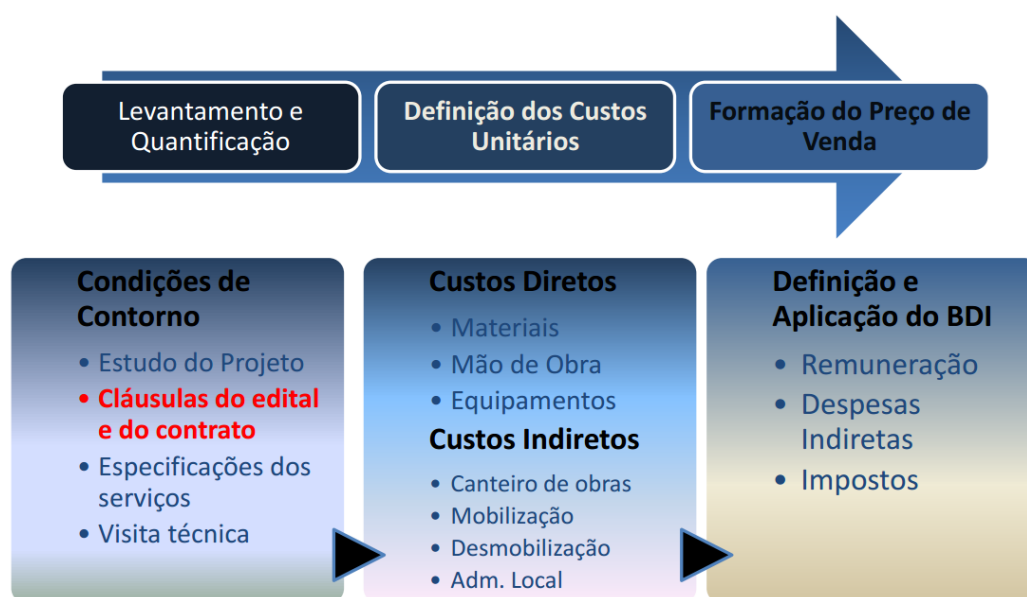 Levantamento e
Quantificação
Definição dos Custos
Unitários
Formação do Preço de
Venda
Condições de
Contorno
• Estudo do Projeto
• Cláusulas do edital
e do contrato
• Especificações dos
serviços
• Visita técnica
Custos Diretos
• Materiais
• Mão de Obra
• Equipamentos
Custos Indiretos
• Canteiro de obras
• Mobilização
• Desmobilização
• Adm. Local
Definição e
Aplicação do BDI
• Remuneração
• Despesas
Indiretas
• Impostos